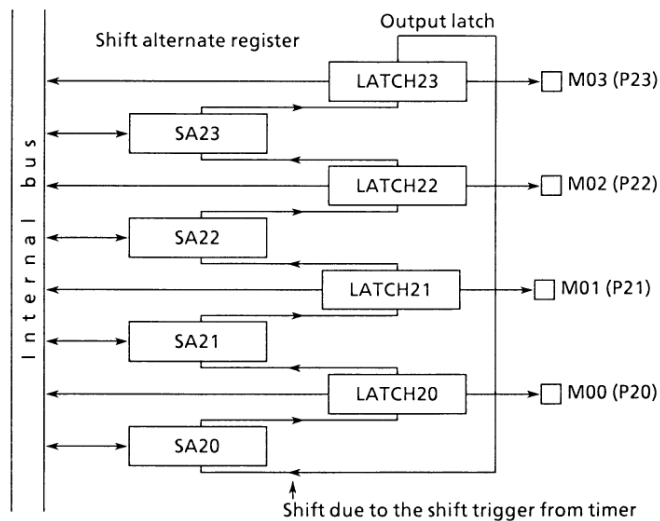 Output latch
Shift alternate register
LATCH23
M03 (P23)
SA23
LATCH22
M02 (P22)
SA22
Internal bus
LATCH21
M01 (P21)
SA21
LATCH20
M00 (P20)
SA20
Shift due to the shift trigger from timer